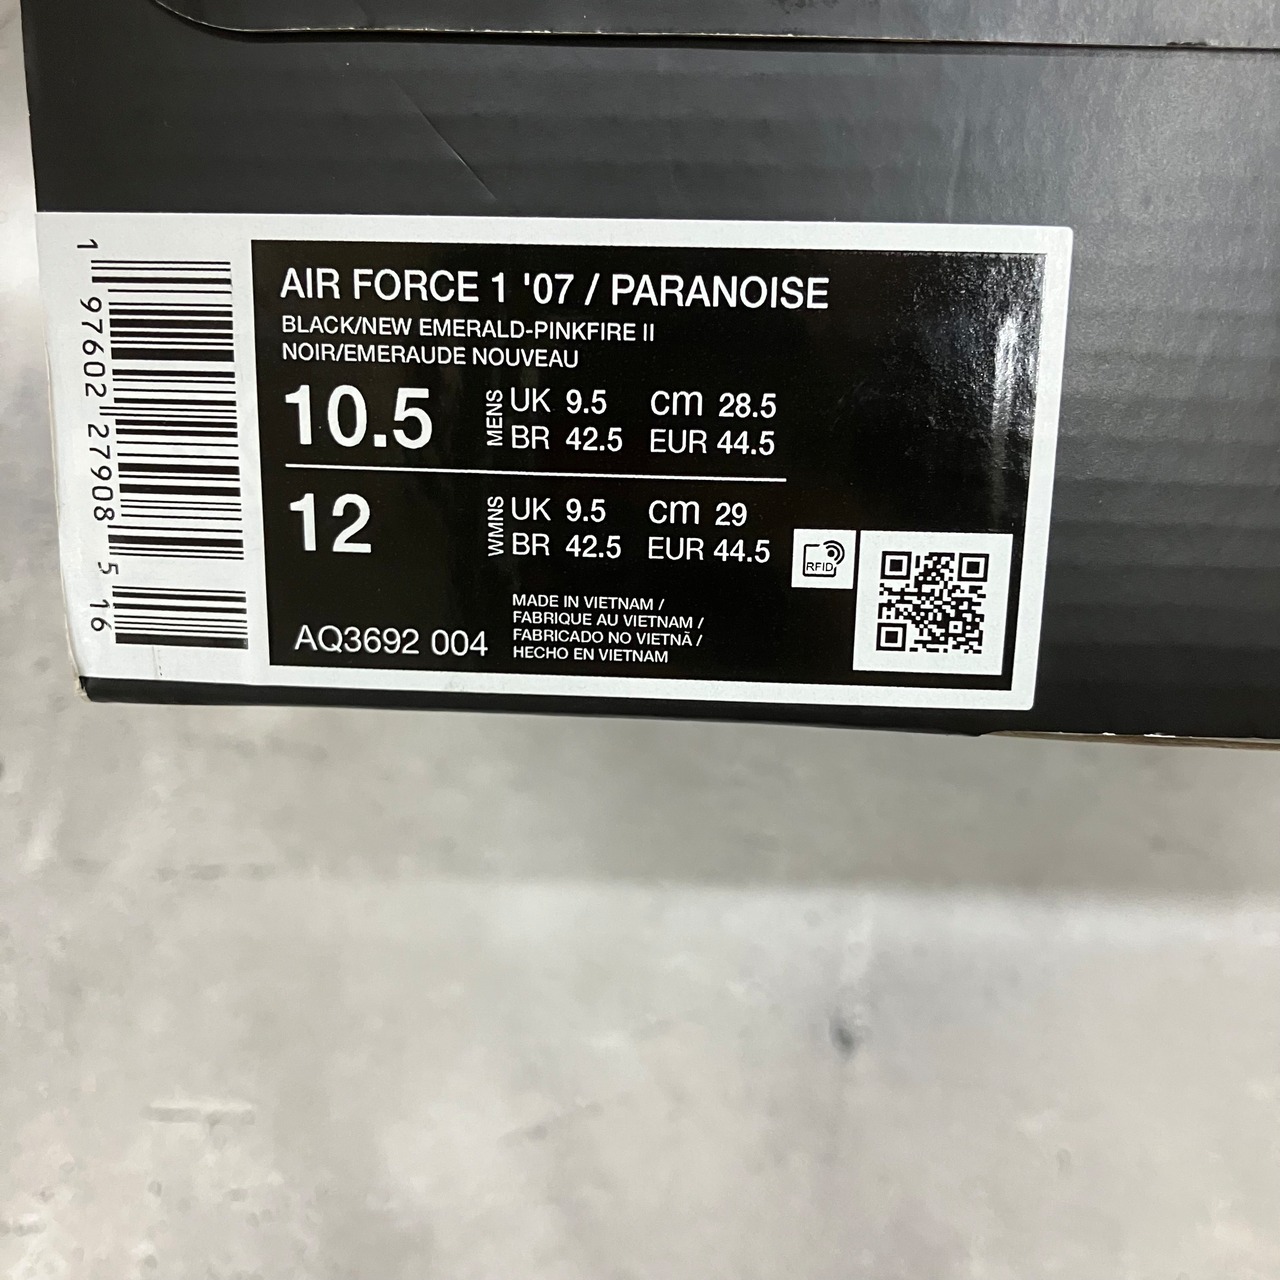 AIR FORCE 1 '07 / PARANOISE
BLACK/NEW EMERALD-PINKFIRE II
NOIR/EMERAUDE NOUVEAU
10.5 MENS UK 9.5 cm 28.5
BR 42.5 EUR 44.5
12 WMNS UK 9.5 cm 29
BR 42.5 EUR 44.5
RFID
AQ3692 004
MADE IN VIETNAM /
FABRIQUE AU VIETNAM /
FABRICADO NO VIETNÃ /
HECHO EN VIETNAM
1 97602 27908 5 16